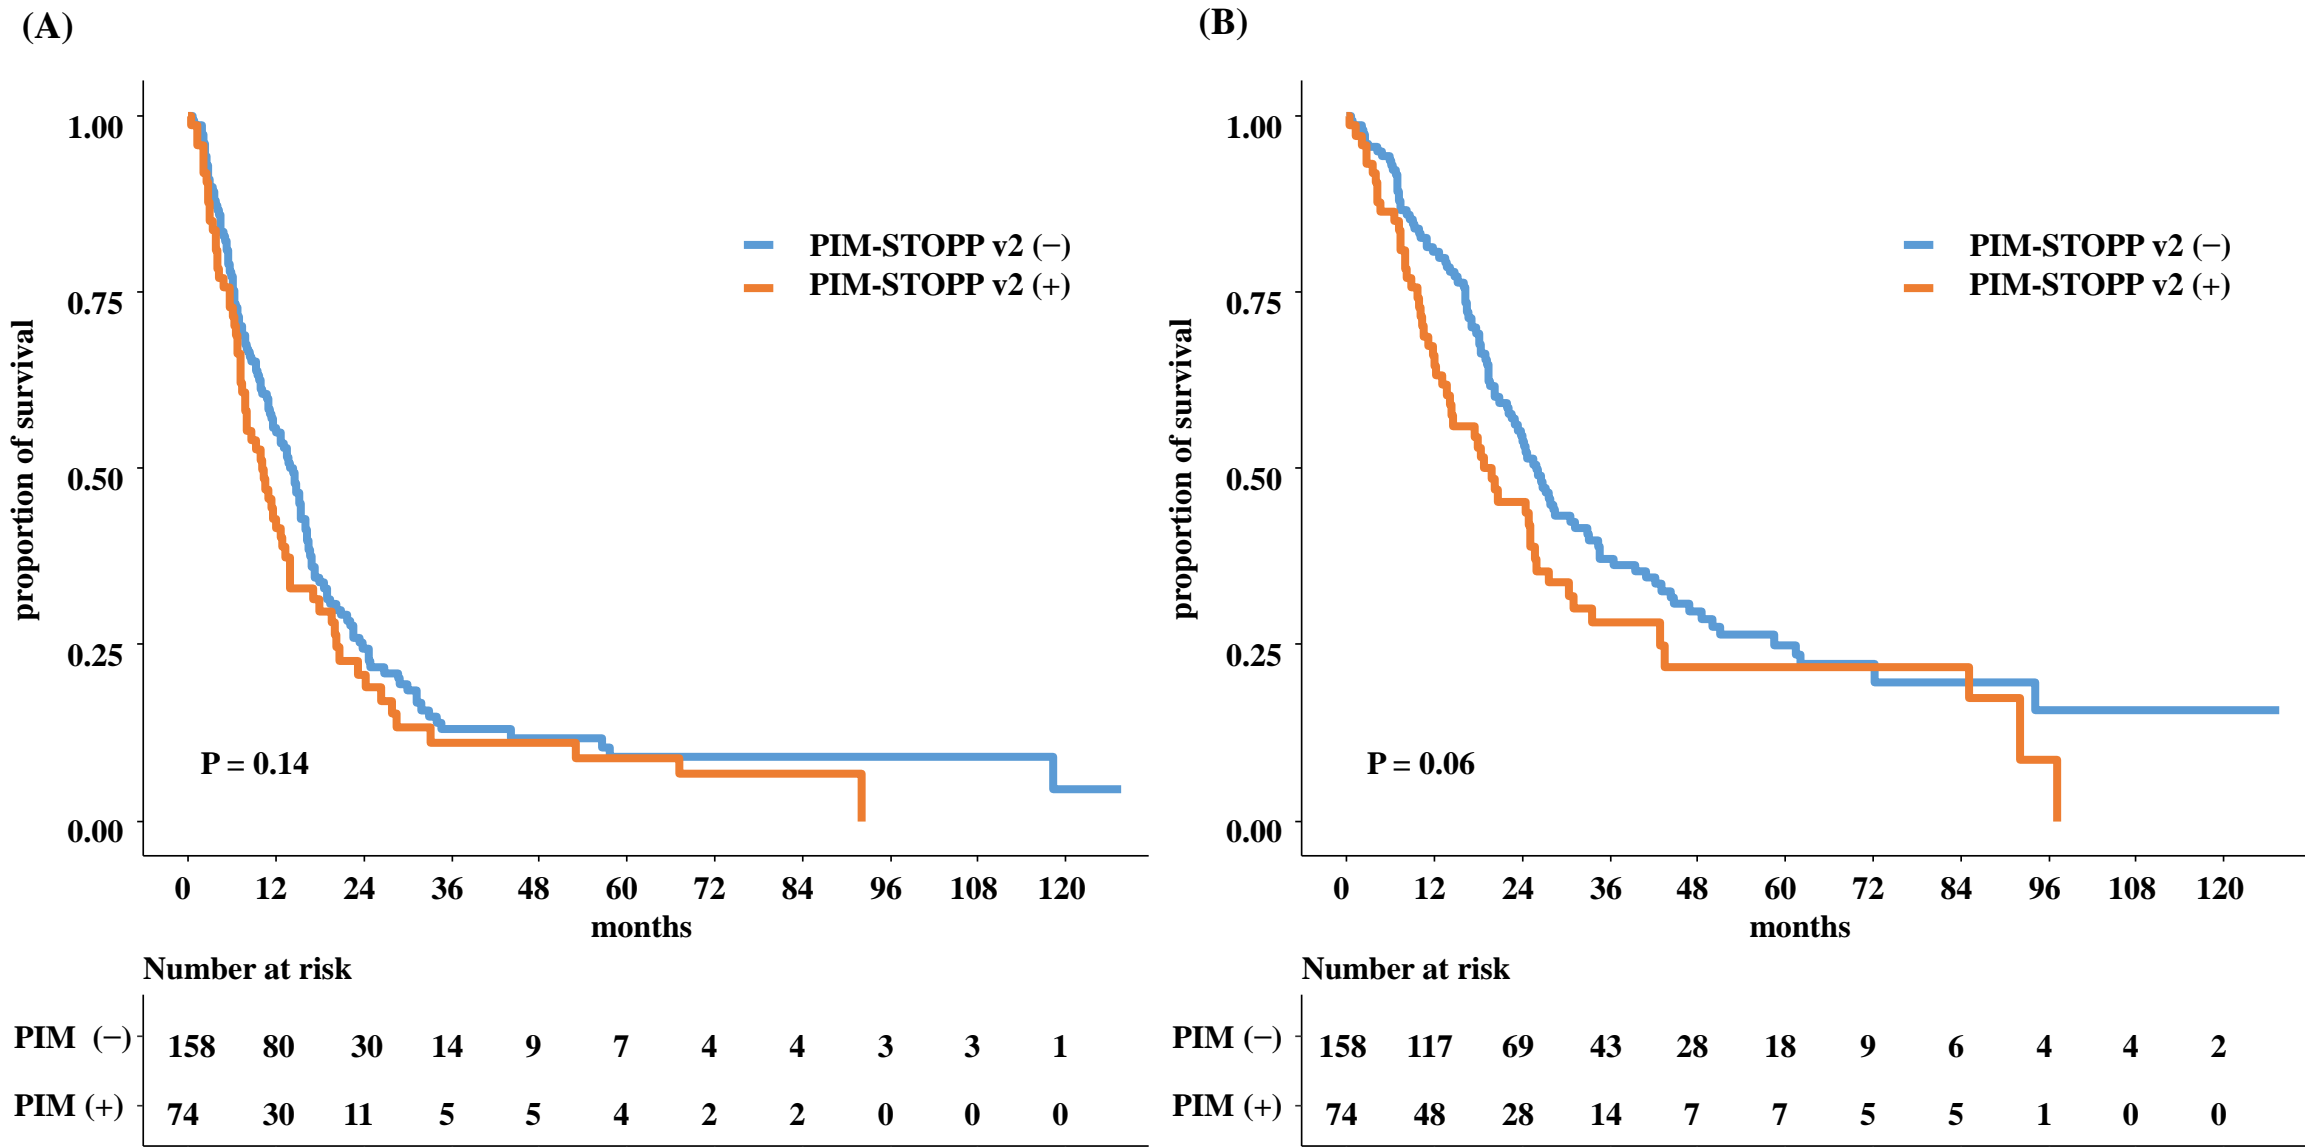 (A)
PIM-STOPP v2 (−)
PIM-STOPP v2 (+)
proportion of survival
1.00
0.75
0.50
0.25
0.00
P = 0.14
0 12 24 36 48 60 72 84 96 108 120
months
Number at risk
PIM (−) 158 80 30 14 9 7 4 4 3 3 1
PIM (+) 74 30 11 5 5 4 2 2 0 0 0
(B)
PIM-STOPP v2 (−)
PIM-STOPP v2 (+)
proportion of survival
1.00
0.75
0.50
0.25
0.00
P = 0.06
0 12 24 36 48 60 72 84 96 108 120
months
Number at risk
PIM (−) 158 117 69 43 28 18 9 6 4 4 2
PIM (+) 74 48 28 14 7 7 5 5 1 0 0